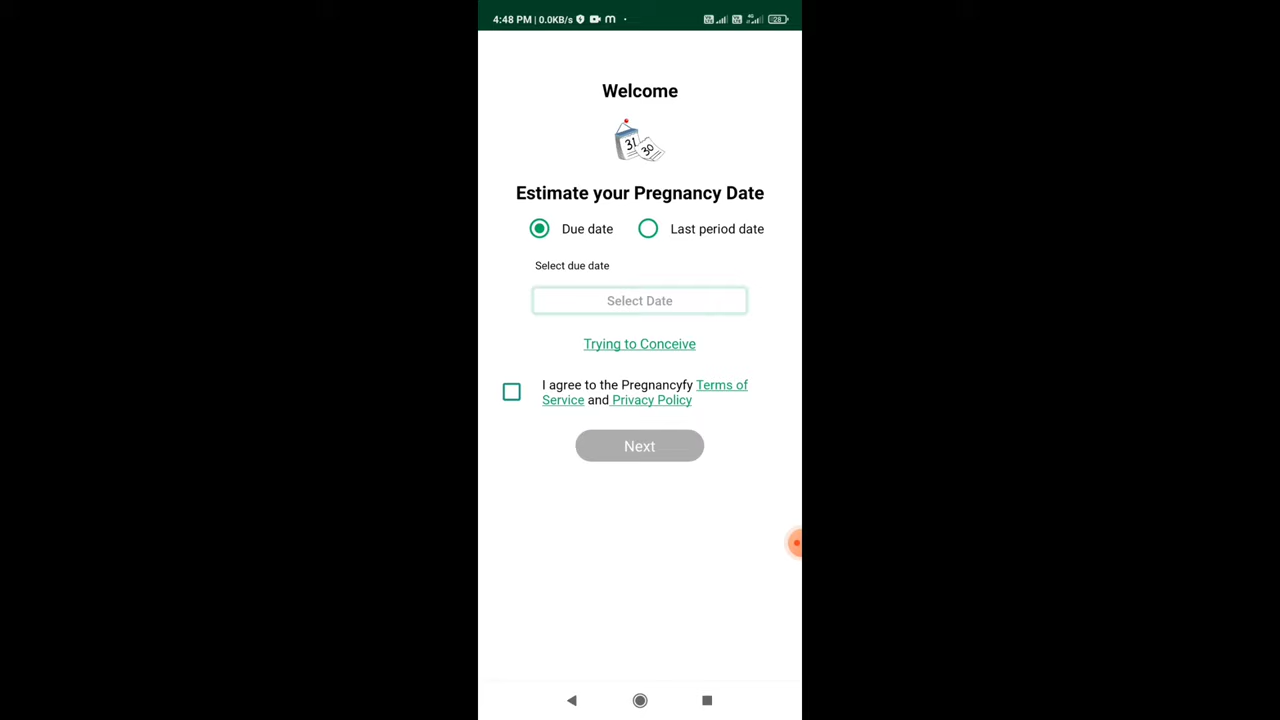 4:48 PM | 0.0KB/s
28
Welcome
31
30
Estimate your Pregnancy Date
Due date
Last period date
Select due date
Select Date
Trying to Conceive
I agree to the Pregnancyfy Terms of
Service and Privacy Policy
Next